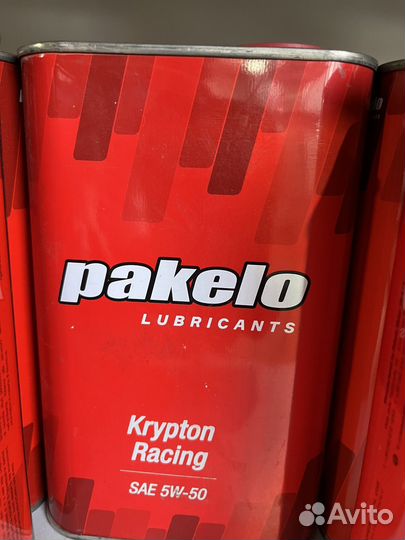 pakelo
LUBRICANTS
Krypton
Racing
SAE 5W-50
Avito